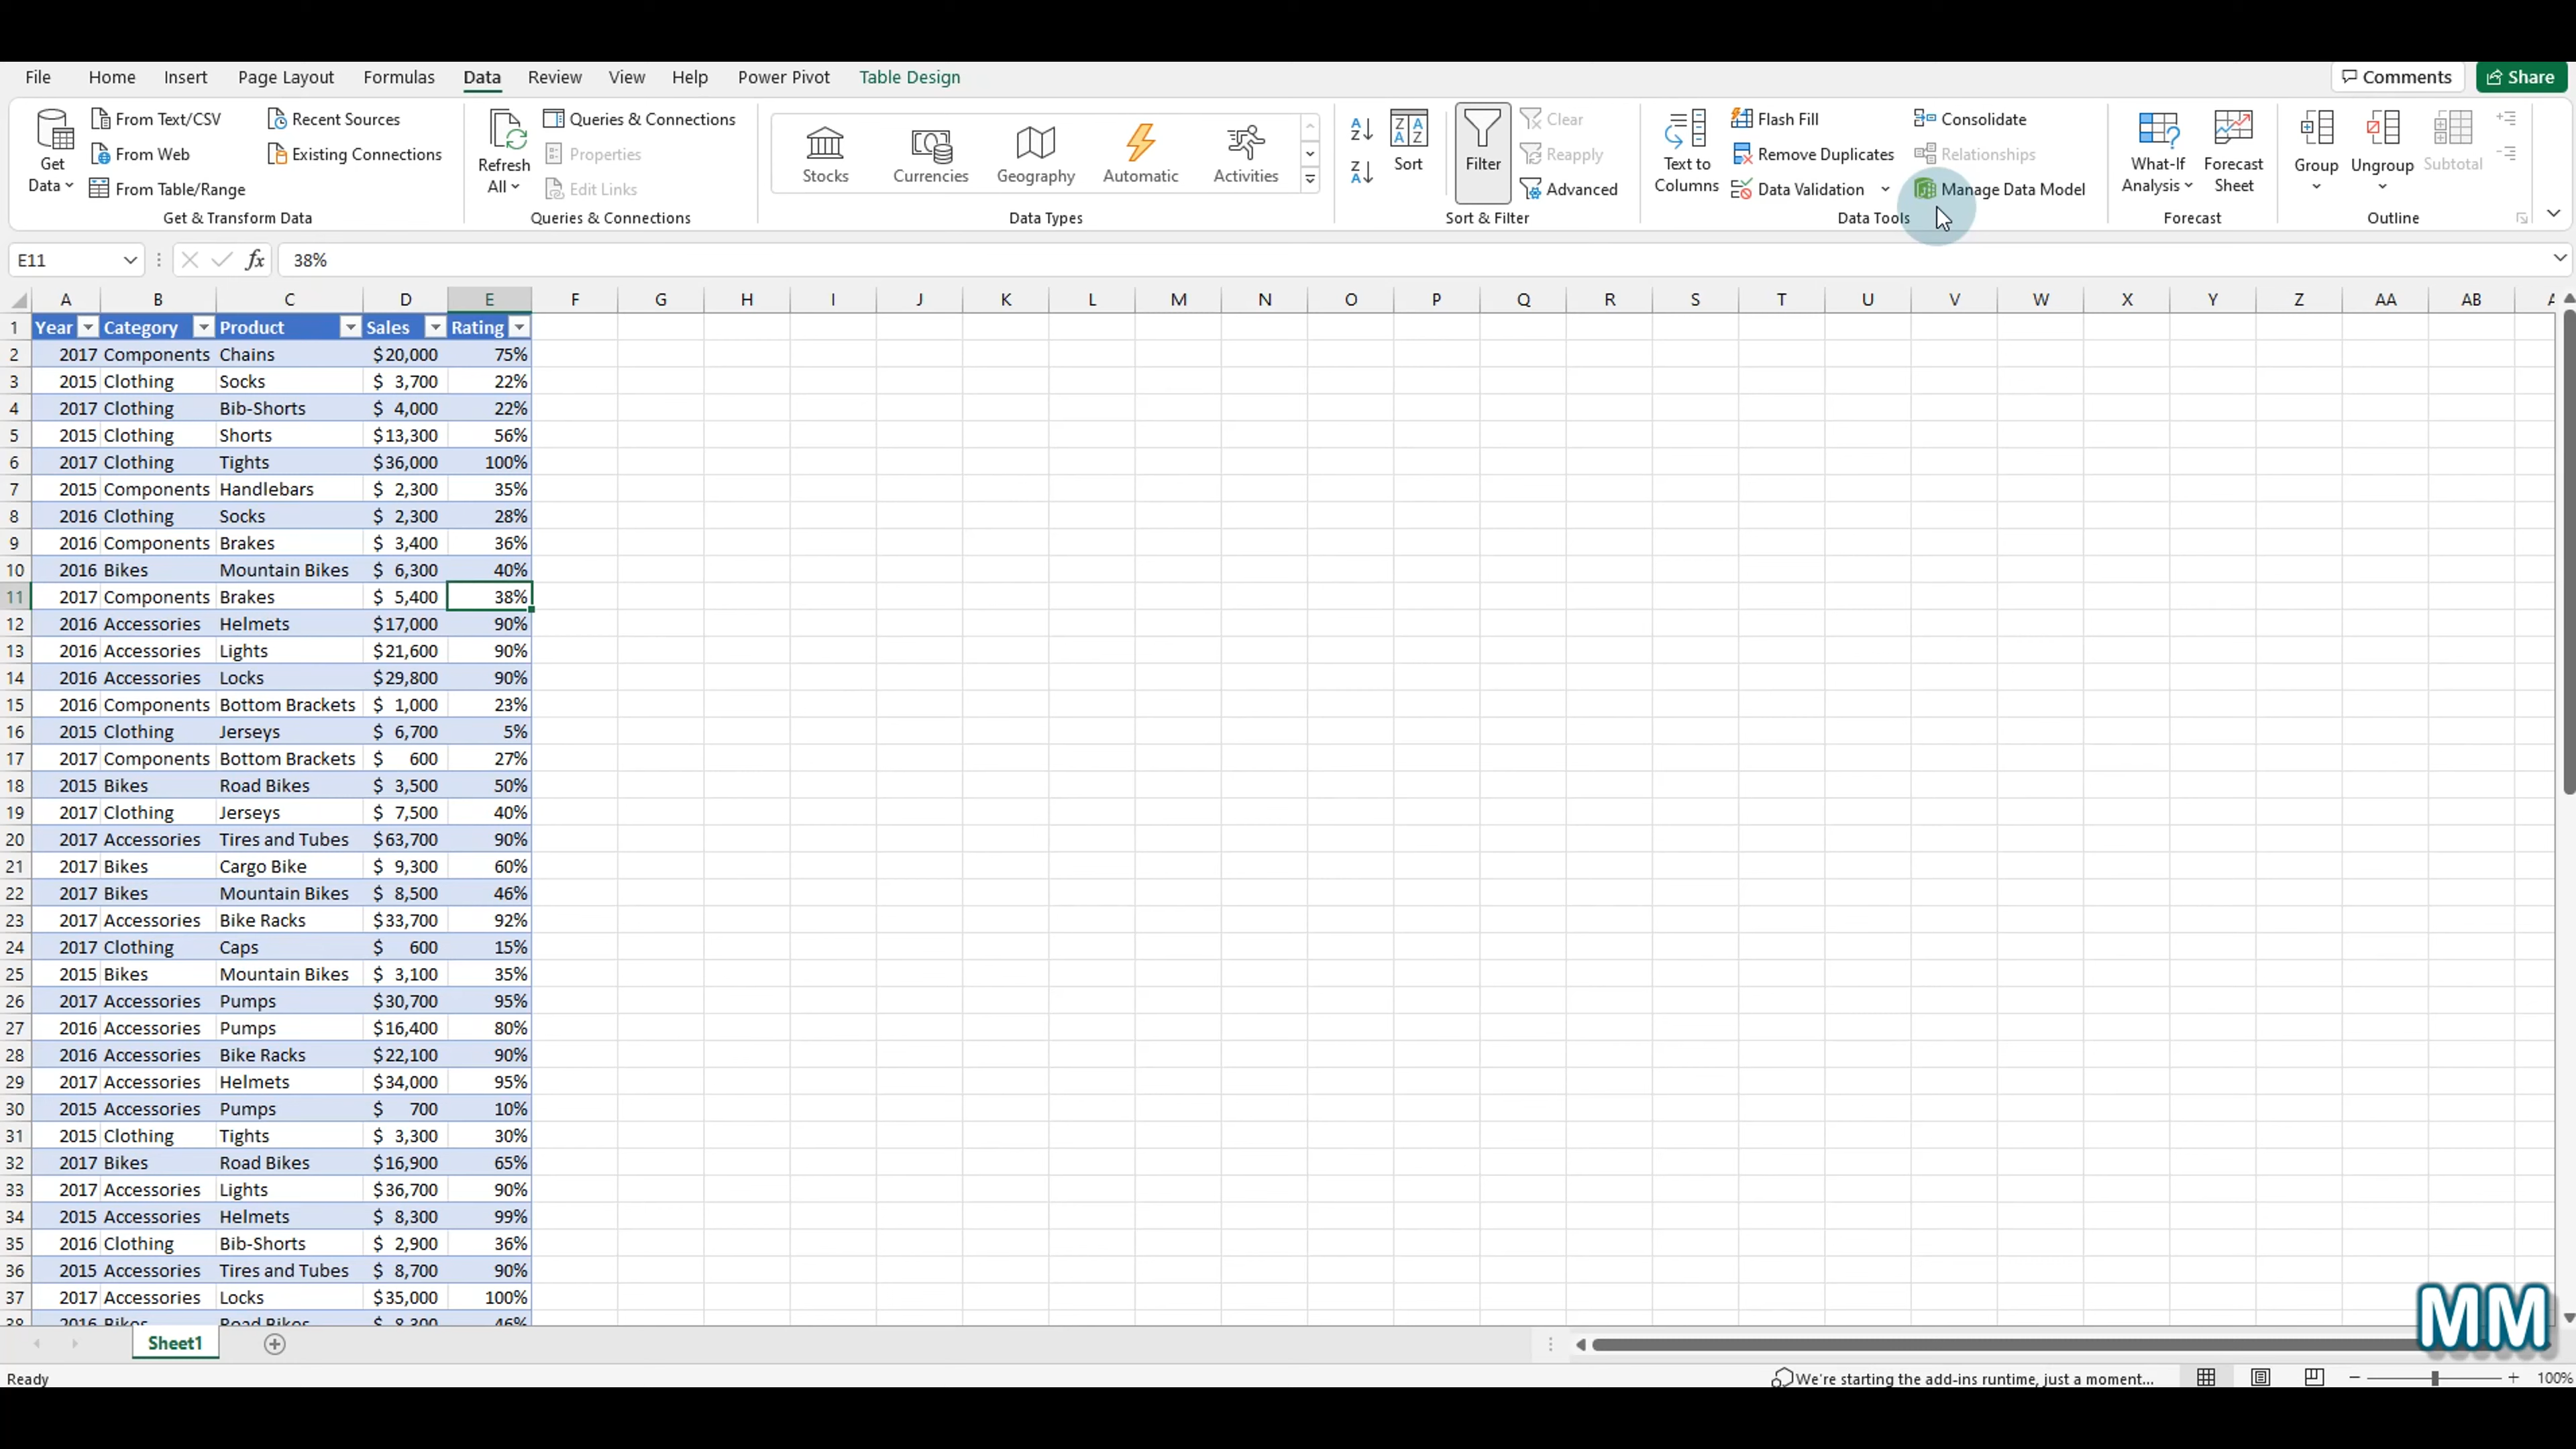 File Home Insert Page Layout Formulas Data Review View Help Power Pivot Table Design Comments Share
Get Data From Text/CSV From Web From Table/Range Recent Sources Existing Connections
Refresh All Queries & Connections Properties Edit Links
Stocks Currencies Geography Automatic Activities
Sort Filter Clear Reapply Advanced
Text to Columns Flash Fill Remove Duplicates Data Validation Consolidate Relationships Manage Data Model
What-If Analysis Forecast Sheet Group Ungroup Subtotal
Get & Transform Data Queries & Connections Data Types Sort & Filter Data Tools Forecast Outline
E11 fx 38%
A B C D E F G H I J K L M N O P Q R S T U V W X Y Z AA AB
1 Year Category Product Sales Rating
2 2017 Components Chains $20,000 75%
3 2015 Clothing Socks $ 3,700 22%
4 2017 Clothing Bib-Shorts $ 4,000 22%
5 2015 Clothing Shorts $13,300 56%
6 2017 Clothing Tights $36,000 100%
7 2015 Components Handlebars $ 2,300 35%
8 2016 Clothing Socks $ 2,300 28%
9 2016 Components Brakes $ 3,400 36%
10 2016 Bikes Mountain Bikes $ 6,300 40%
11 2017 Components Brakes $ 5,400 38%
12 2016 Accessories Helmets $17,000 90%
13 2016 Accessories Lights $21,600 90%
14 2016 Accessories Locks $29,800 90%
15 2016 Components Bottom Brackets $ 1,000 23%
16 2015 Clothing Jerseys $ 6,700 5%
17 2017 Components Bottom Brackets $ 600 27%
18 2015 Bikes Road Bikes $ 3,500 50%
19 2017 Clothing Jerseys $ 7,500 40%
20 2017 Accessories Tires and Tubes $63,700 90%
21 2017 Bikes Cargo Bike $ 9,300 60%
22 2017 Bikes Mountain Bikes $ 8,500 46%
23 2017 Accessories Bike Racks $33,700 92%
24 2017 Clothing Caps $ 600 15%
25 2015 Bikes Mountain Bikes $ 3,100 35%
26 2017 Accessories Pumps $30,700 95%
27 2016 Accessories Pumps $16,400 80%
28 2016 Accessories Bike Racks $22,100 90%
29 2017 Accessories Helmets $34,000 95%
30 2015 Accessories Pumps $ 700 10%
31 2015 Clothing Tights $ 3,300 30%
32 2017 Bikes Road Bikes $16,900 65%
33 2017 Accessories Lights $36,700 90%
34 2015 Accessories Helmets $ 8,300 99%
35 2016 Clothing Bib-Shorts $ 2,900 36%
36 2015 Accessories Tires and Tubes $ 8,700 90%
37 2017 Accessories Locks $35,000 100%
38 2016 Bikes Road Bikes $ 8,300 46%
MM
Sheet1
Ready We're starting the add-ins runtime, just a moment... 100%